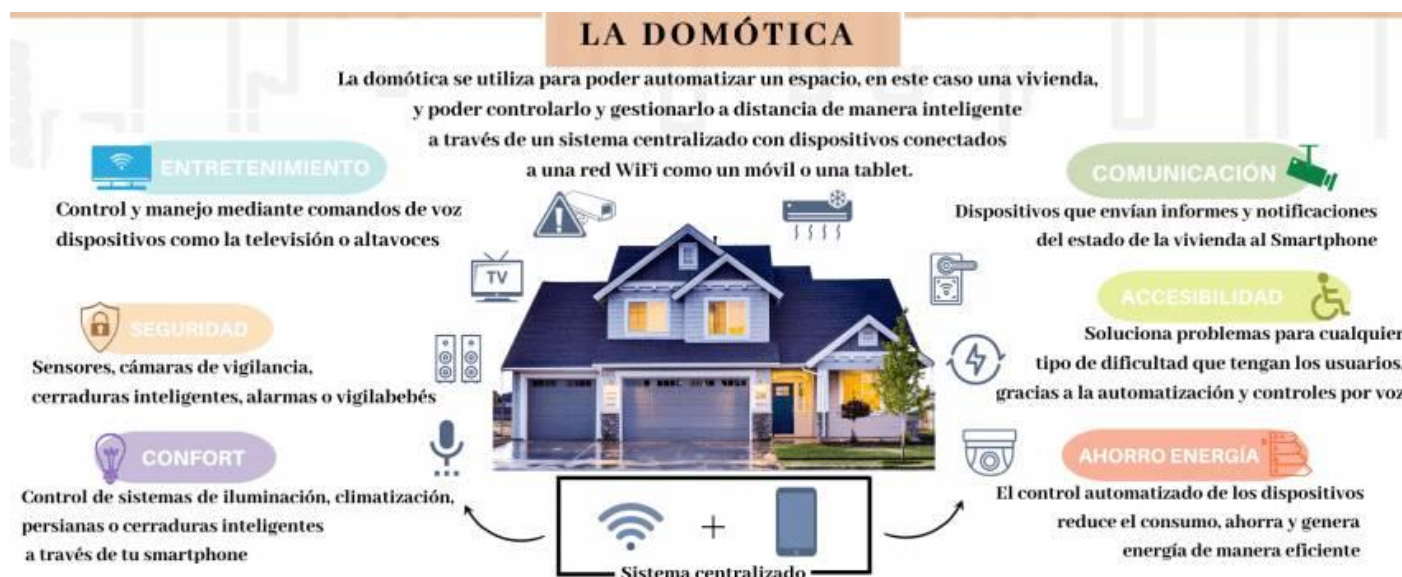 LA DOMÓTICA
La domótica se utiliza para poder automatizar un espacio, en este caso una vivienda,
y poder controlarlo y gestionarlo a distancia de manera inteligente
a través de un sistema centralizado con dispositivos conectados
a una red WiFi como un móvil o una tablet.
ENTRETENIMIENTO
Control y manejo mediante comandos de voz
dispositivos como la televisión o altavoces
SEGURIDAD
Sensores, cámaras de vigilancia,
cerraduras inteligentes, alarmas o vigilabebés
CONFORT
Control de sistemas de iluminación, climatización,
persianas o cerraduras inteligentes
a través de tu smartphone
TV
COMUNICACIÓN
Dispositivos que envían informes y notificaciones
del estado de la vivienda al Smartphone
ACCESIBILIDAD
Soluciona problemas para cualquier
tipo de dificultad que tengan los usuarios,
gracias a la automatización y controles por voz
AHORRO ENERGÍA
El control automatizado de los dispositivos
reduce el consumo, ahorra y genera
energía de manera eficiente
+
Sistema centralizado